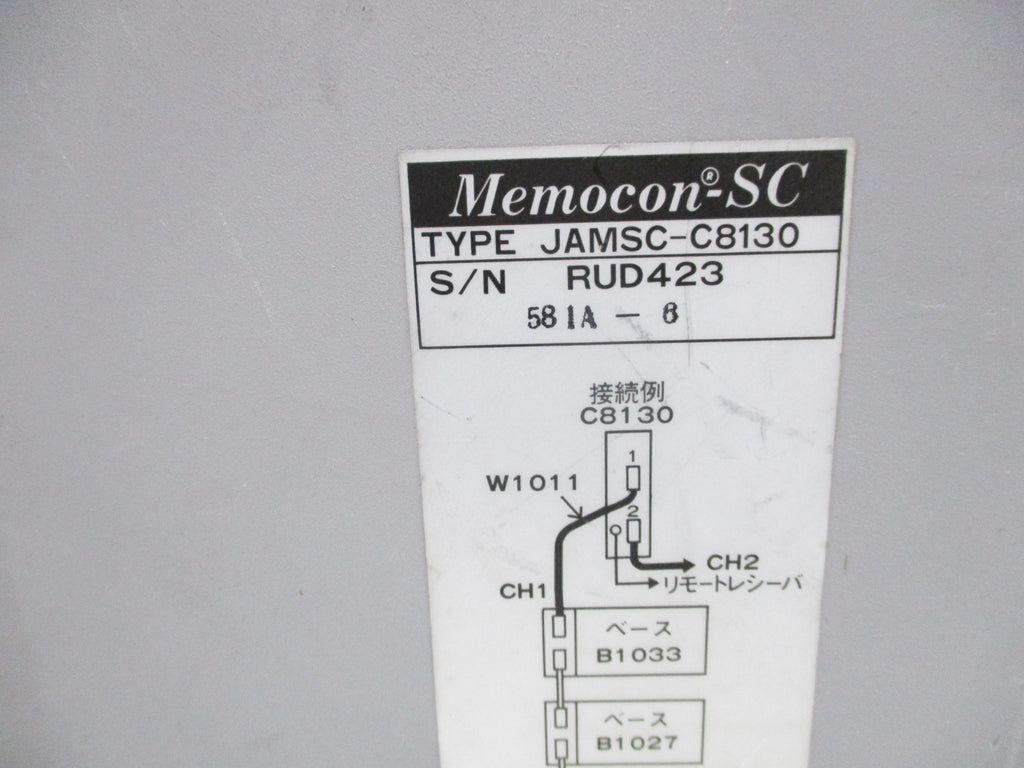 Memocon®-SC
TYPE JAMSC-C8130
S/N RUD423
581A - 6
接続例
C8130
1
W1011
2
CH2
リモートレシーバ
CH1
ベース
B1033
ベース
B1027